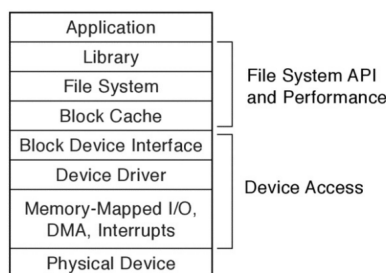 Application
Library
File System
Block Cache
File System API
and Performance
Block Device Interface
Device Driver
Memory-Mapped I/O,
DMA, Interrupts
Device Access
Physical Device